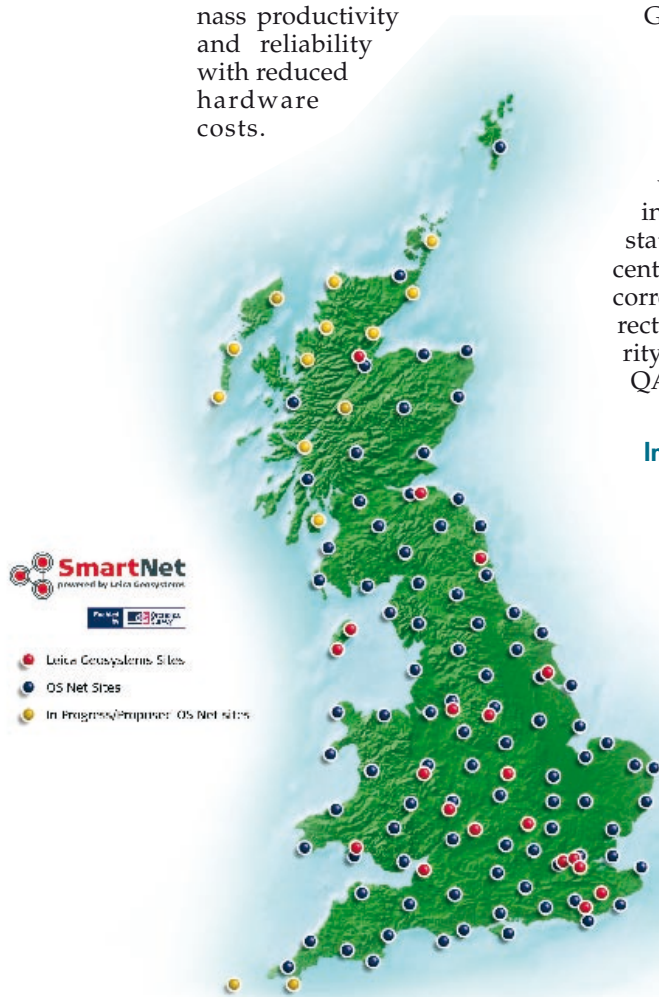 nass productivity
and reliability
with reduced
hardware
costs.
G
in
sta
cent
corre
rect
rity
QA
In
SmartNet
powered by Leica Geosystems
Leica Geosystems Sites
OS Net Sites
In Progress/Proposed OS Net sites